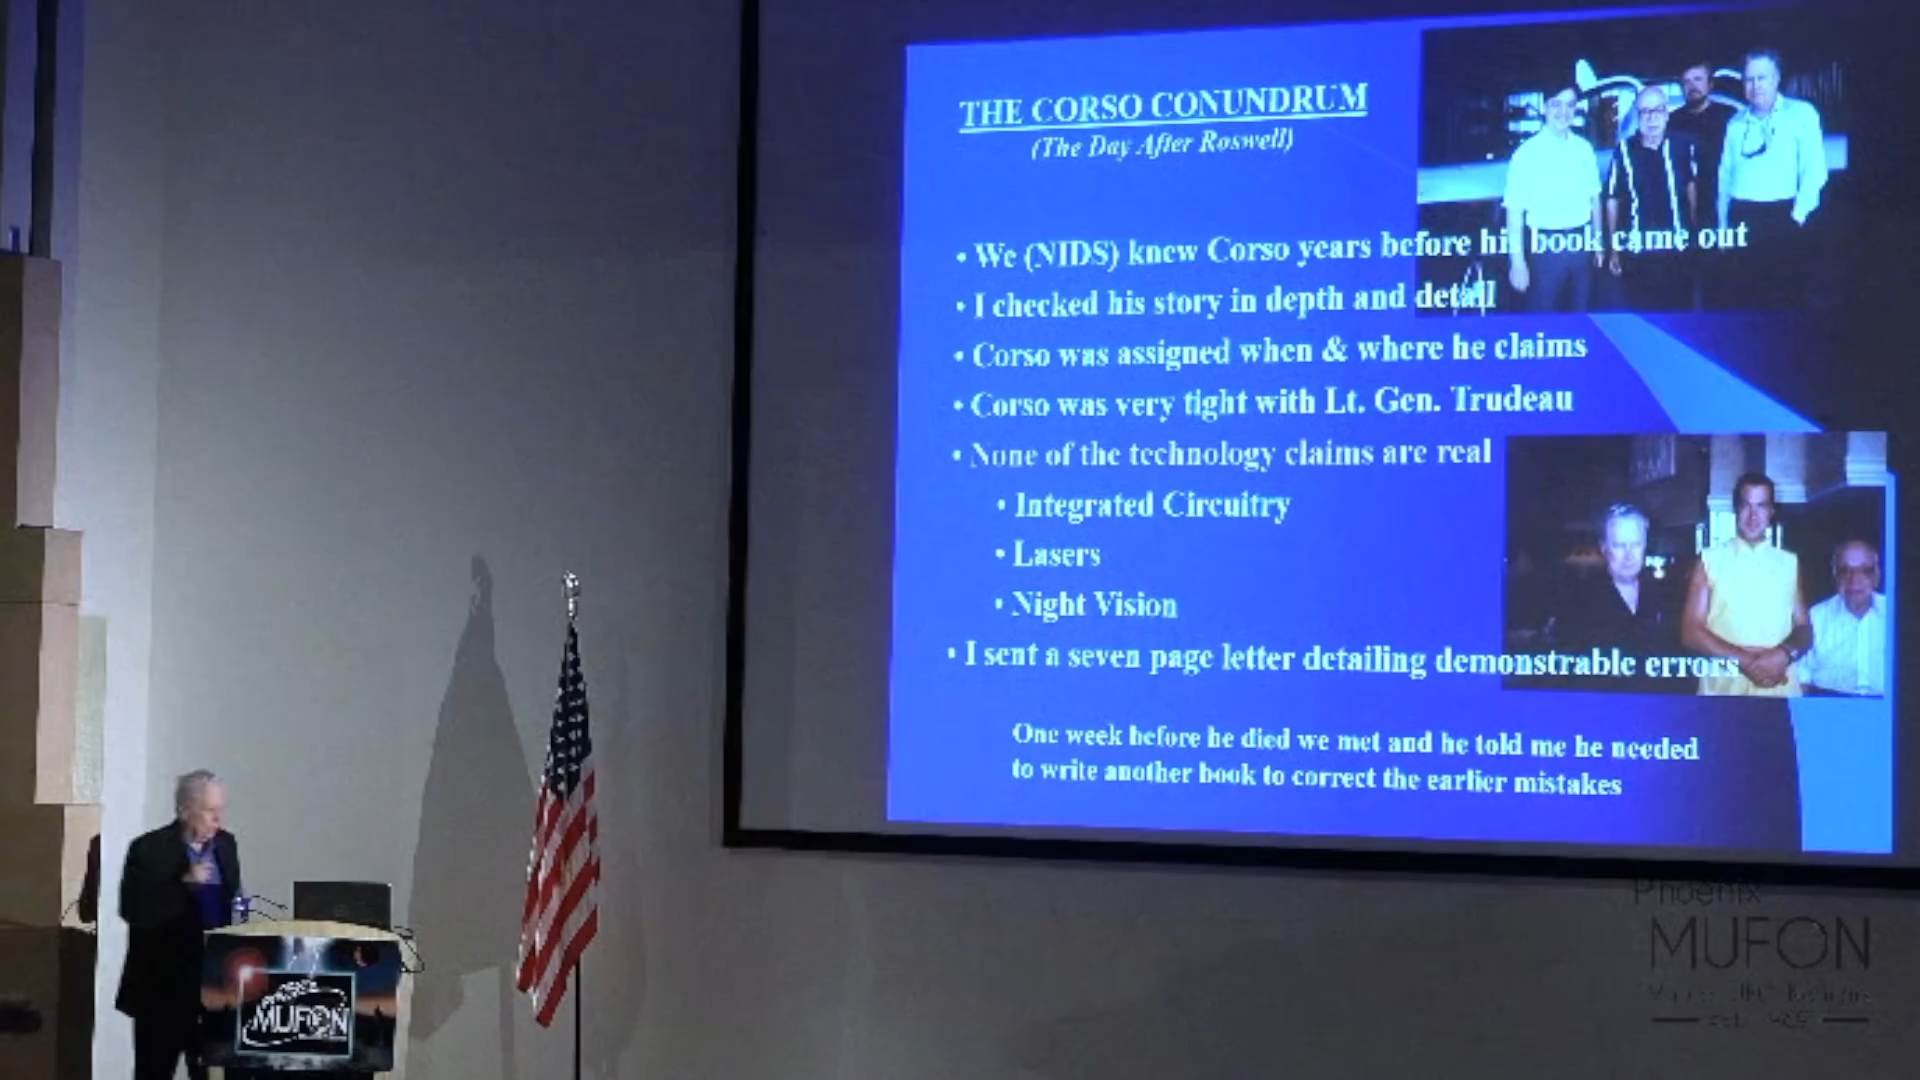 THE CORSO CONUNDRUM
(The Day After Roswell)
• We (NIDS) knew Corso years before his book came out
• I checked his story in depth and detail
• Corso was assigned when & where he claims
• Corso was very tight with Lt. Gen. Trudeau
• None of the technology claims are real
• Integrated Circuitry
• Lasers
• Night Vision
• I sent a seven page letter detailing demonstrable errors
One week before he died we met and he told me he needed
to write another book to correct the earlier mistakes
PHOENIX
MUFON
Phoenix
MUFON